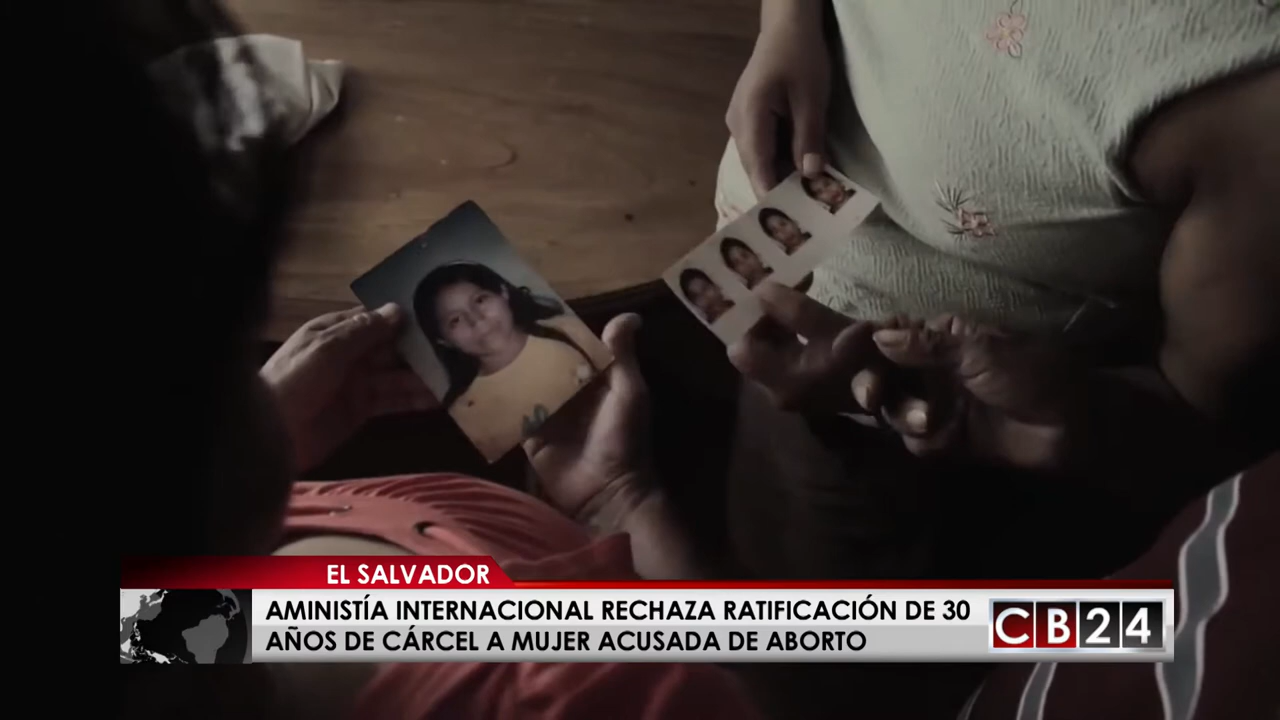 EL SALVADOR
AMINISTÍA INTERNACIONAL RECHAZA RATIFICACIÓN DE 30
AÑOS DE CÁRCEL A MUJER ACUSADA DE ABORTO
CB24